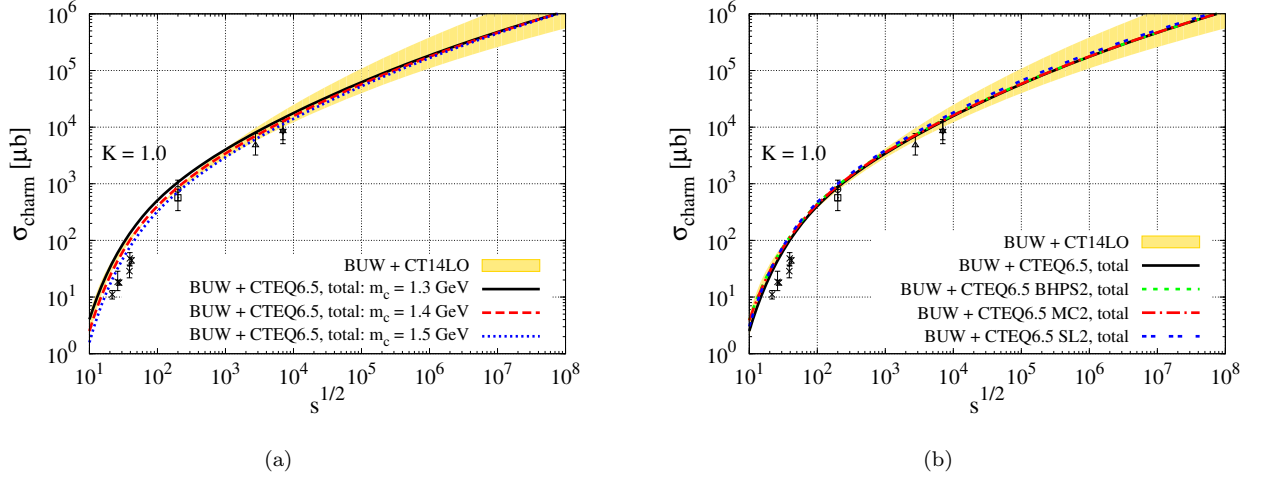 10^6
10^5
10^4
10^3
10^2
10^1
10^0
σ_charm [μb]
K = 1.0
BUW + CT14LO
BUW + CTEQ6.5, total: m_c = 1.3 GeV
BUW + CTEQ6.5, total: m_c = 1.4 GeV
BUW + CTEQ6.5, total: m_c = 1.5 GeV
10^1 10^2 10^3 10^4 10^5 10^6 10^7 10^8
s^{1/2}
(a)
10^6
10^5
10^4
10^3
10^2
10^1
10^0
σ_charm [μb]
K = 1.0
BUW + CT14LO
BUW + CTEQ6.5, total
BUW + CTEQ6.5 BHPS2, total
BUW + CTEQ6.5 MC2, total
BUW + CTEQ6.5 SL2, total
10^1 10^2 10^3 10^4 10^5 10^6 10^7 10^8
s^{1/2}
(b)